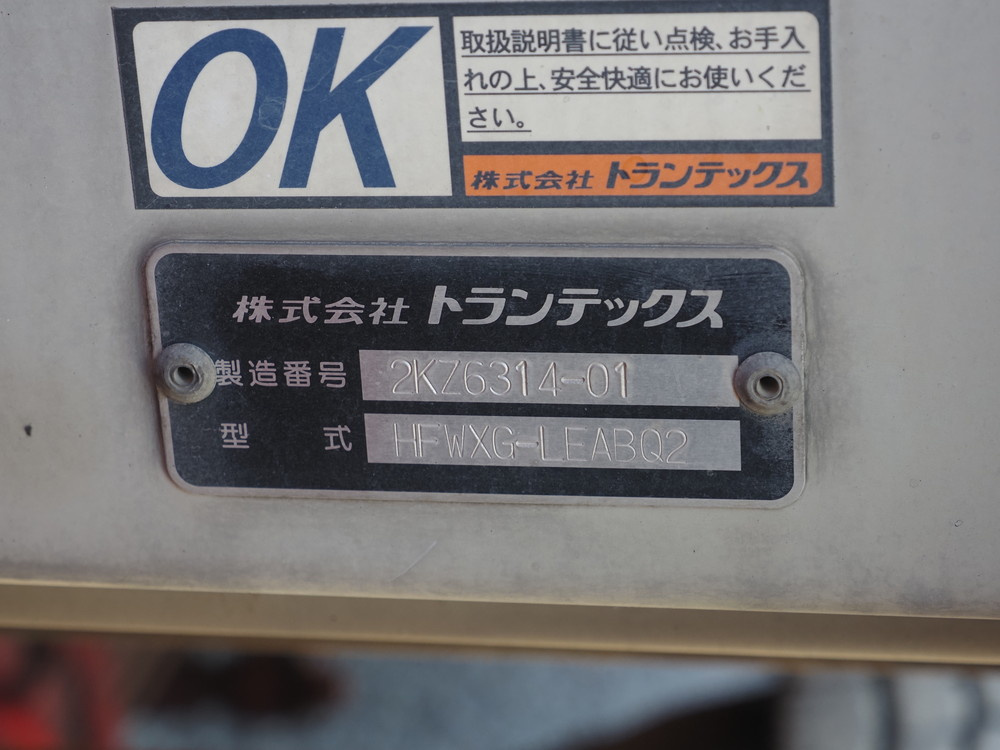 OK
取扱説明書に従い点検、お手入
れの上、安全快適にお使いくだ
さい。
株式会社 トランテックス
株式会社 トランテックス
製造番号 2KZ6314-01
型 式 HFWXG-LEABQ2